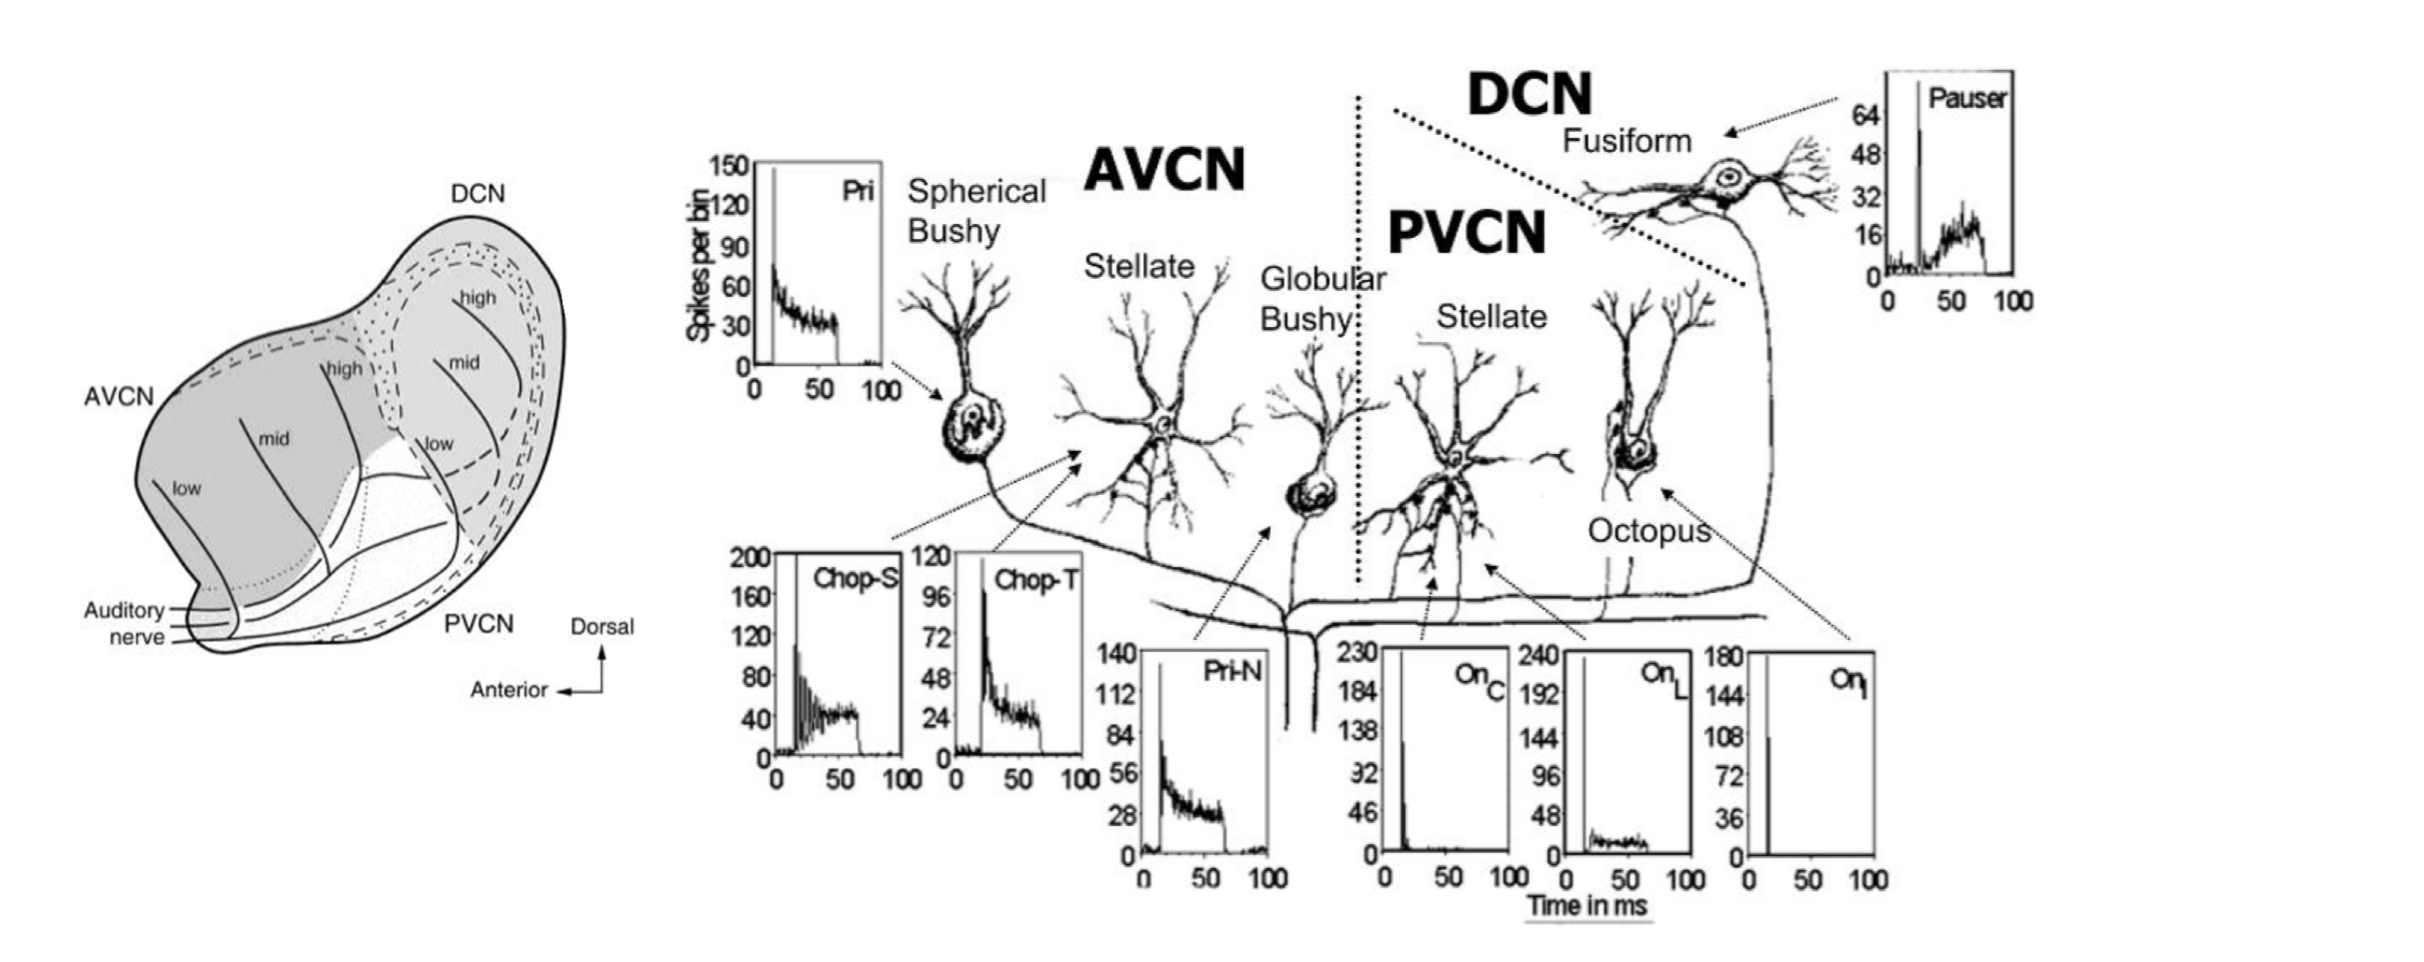 DCN
high
mid
low
AVCN
high
mid
low
Auditory
nerve
PVCN
Dorsal
Anterior
DCN
Fusiform
AVCN
PVCN
Spherical
Bushy
Stellate
Globular
Bushy
Stellate
Octopus
Spikes per bin
150
120
90
60
30
0
Pri
0 50 100
64
48
32
16
0
Pauser
0 50 100
200
160
120
80
40
0
Chop-S
0 50 100
120
96
72
48
24
0
Chop-T
0 50 100
140
112
84
56
28
0
Pri-N
0 50 100
230
184
138
92
46
0
OnC
0 50 100
240
192
144
96
48
0
OnL
0 50 100
180
144
108
72
36
0
OnI
0 50 100
Time in ms